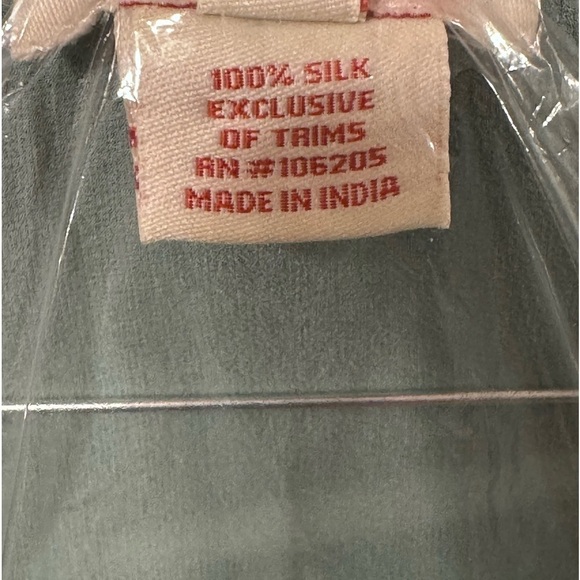 100% SILK
EXCLUSIVE
OF TRIMS
RN #106205
MADE IN INDIA